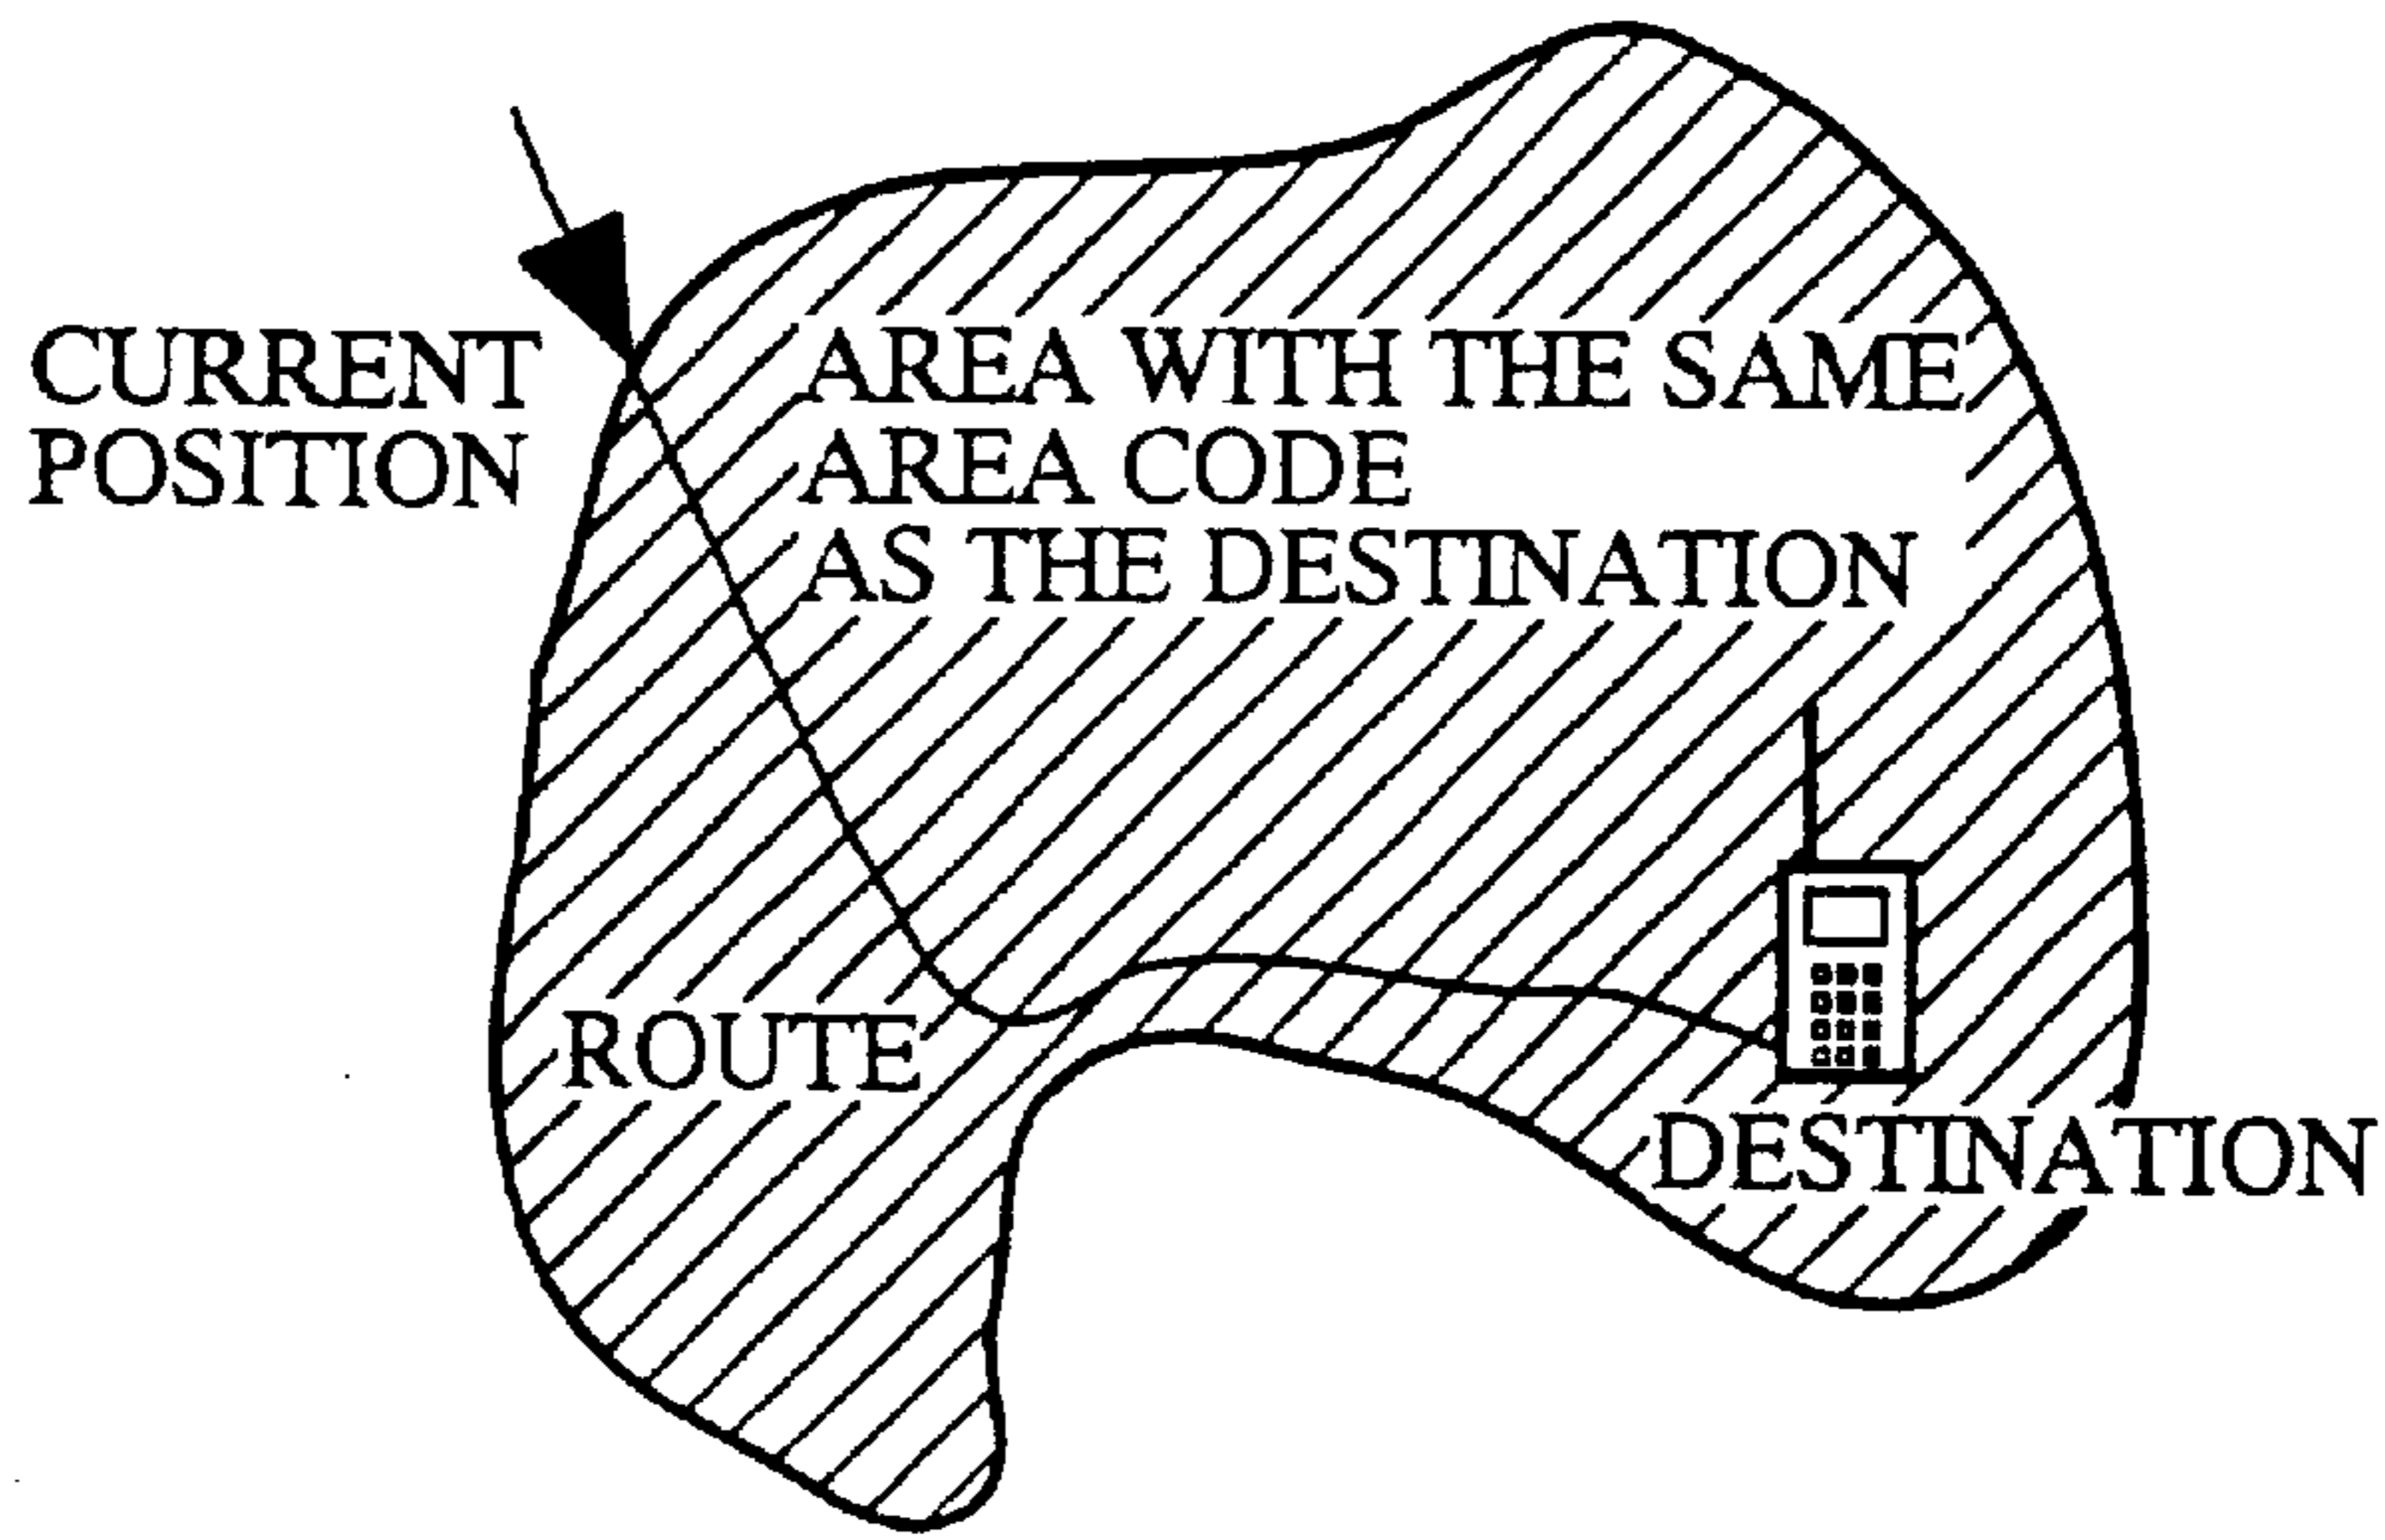 CURRENT
POSITION
AREA WITH THE SAME
AREA CODE
AS THE DESTINATION
ROUTE
DESTINATION